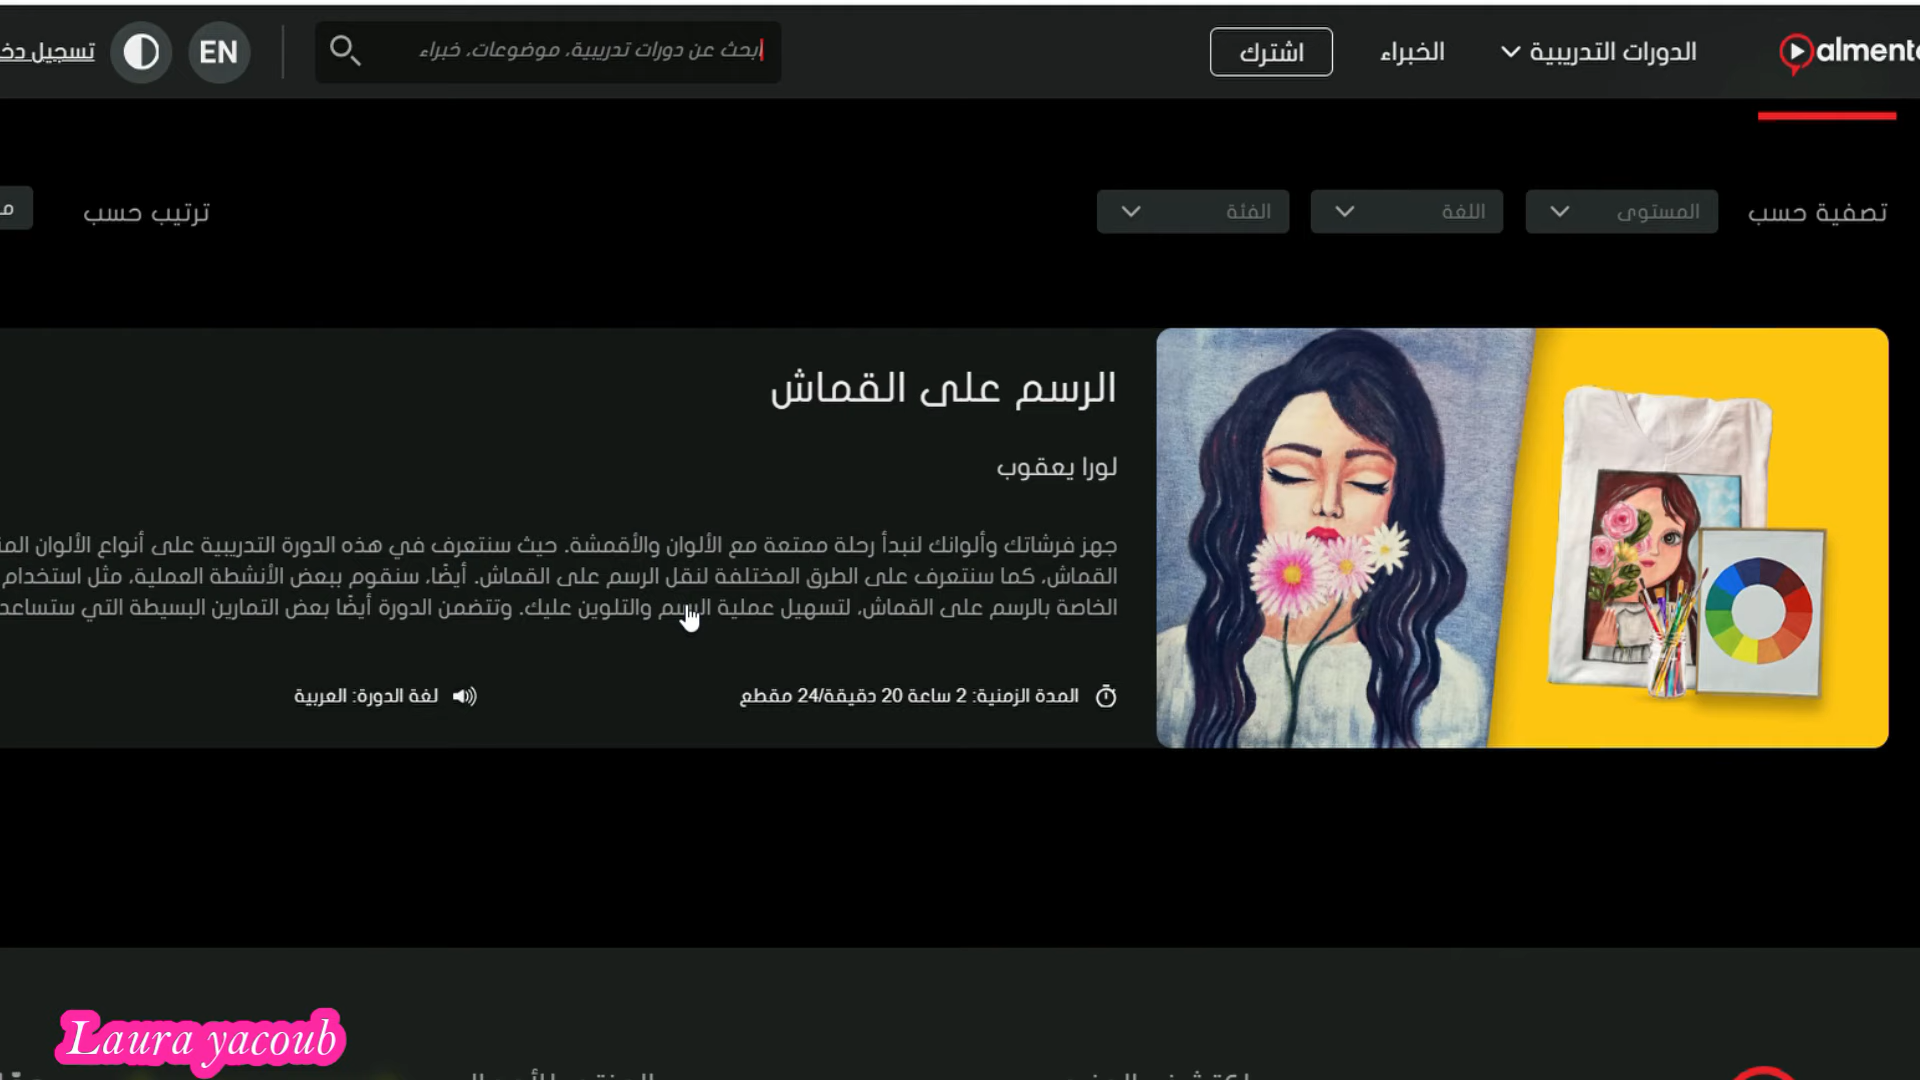 الدورات التدريبية
الخبراء
اشترك
ابحث عن دورات تدريبية، موضوعات، خبراء
EN
تسجيل
تصفية حسب
المستوى
اللغة
الفئة
ترتيب حسب
الرسم على القماش
لورا يعقوب
جهز فرشاتك وألوانك لنبدأ رحلة ممتعة مع الألوان والأقمشة. حيث سنتعرف في هذه الدورة التدريبية على أنواع الألوان
القماش، كما سنتعرف على الطرق المختلفة لنقل الرسم على القماش. أيضًا، سنقوم ببعض الأنشطة العملية، مثل استخدام
الخاصة بالرسم على القماش، لتسهيل عملية الرسم والتلوين عليك. وتتضمن الدورة أيضًا بعض التمارين البسيطة التي
المدة الزمنية: 2 ساعة 20 دقيقة/24 مقطع
لغة الدورة: العربية
Laura yacoub